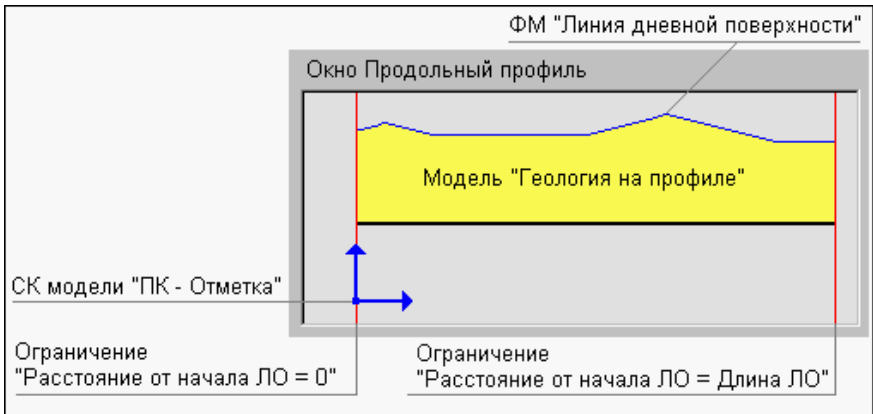 ФМ "Линия дневной поверхности"
Окно Продольный профиль
Модель "Геология на профиле"
СК модели "ПК - Отметка"
Ограничение
"Расстояние от начала ЛО = 0"
Ограничение
"Расстояние от начала ЛО = Длина ЛО"